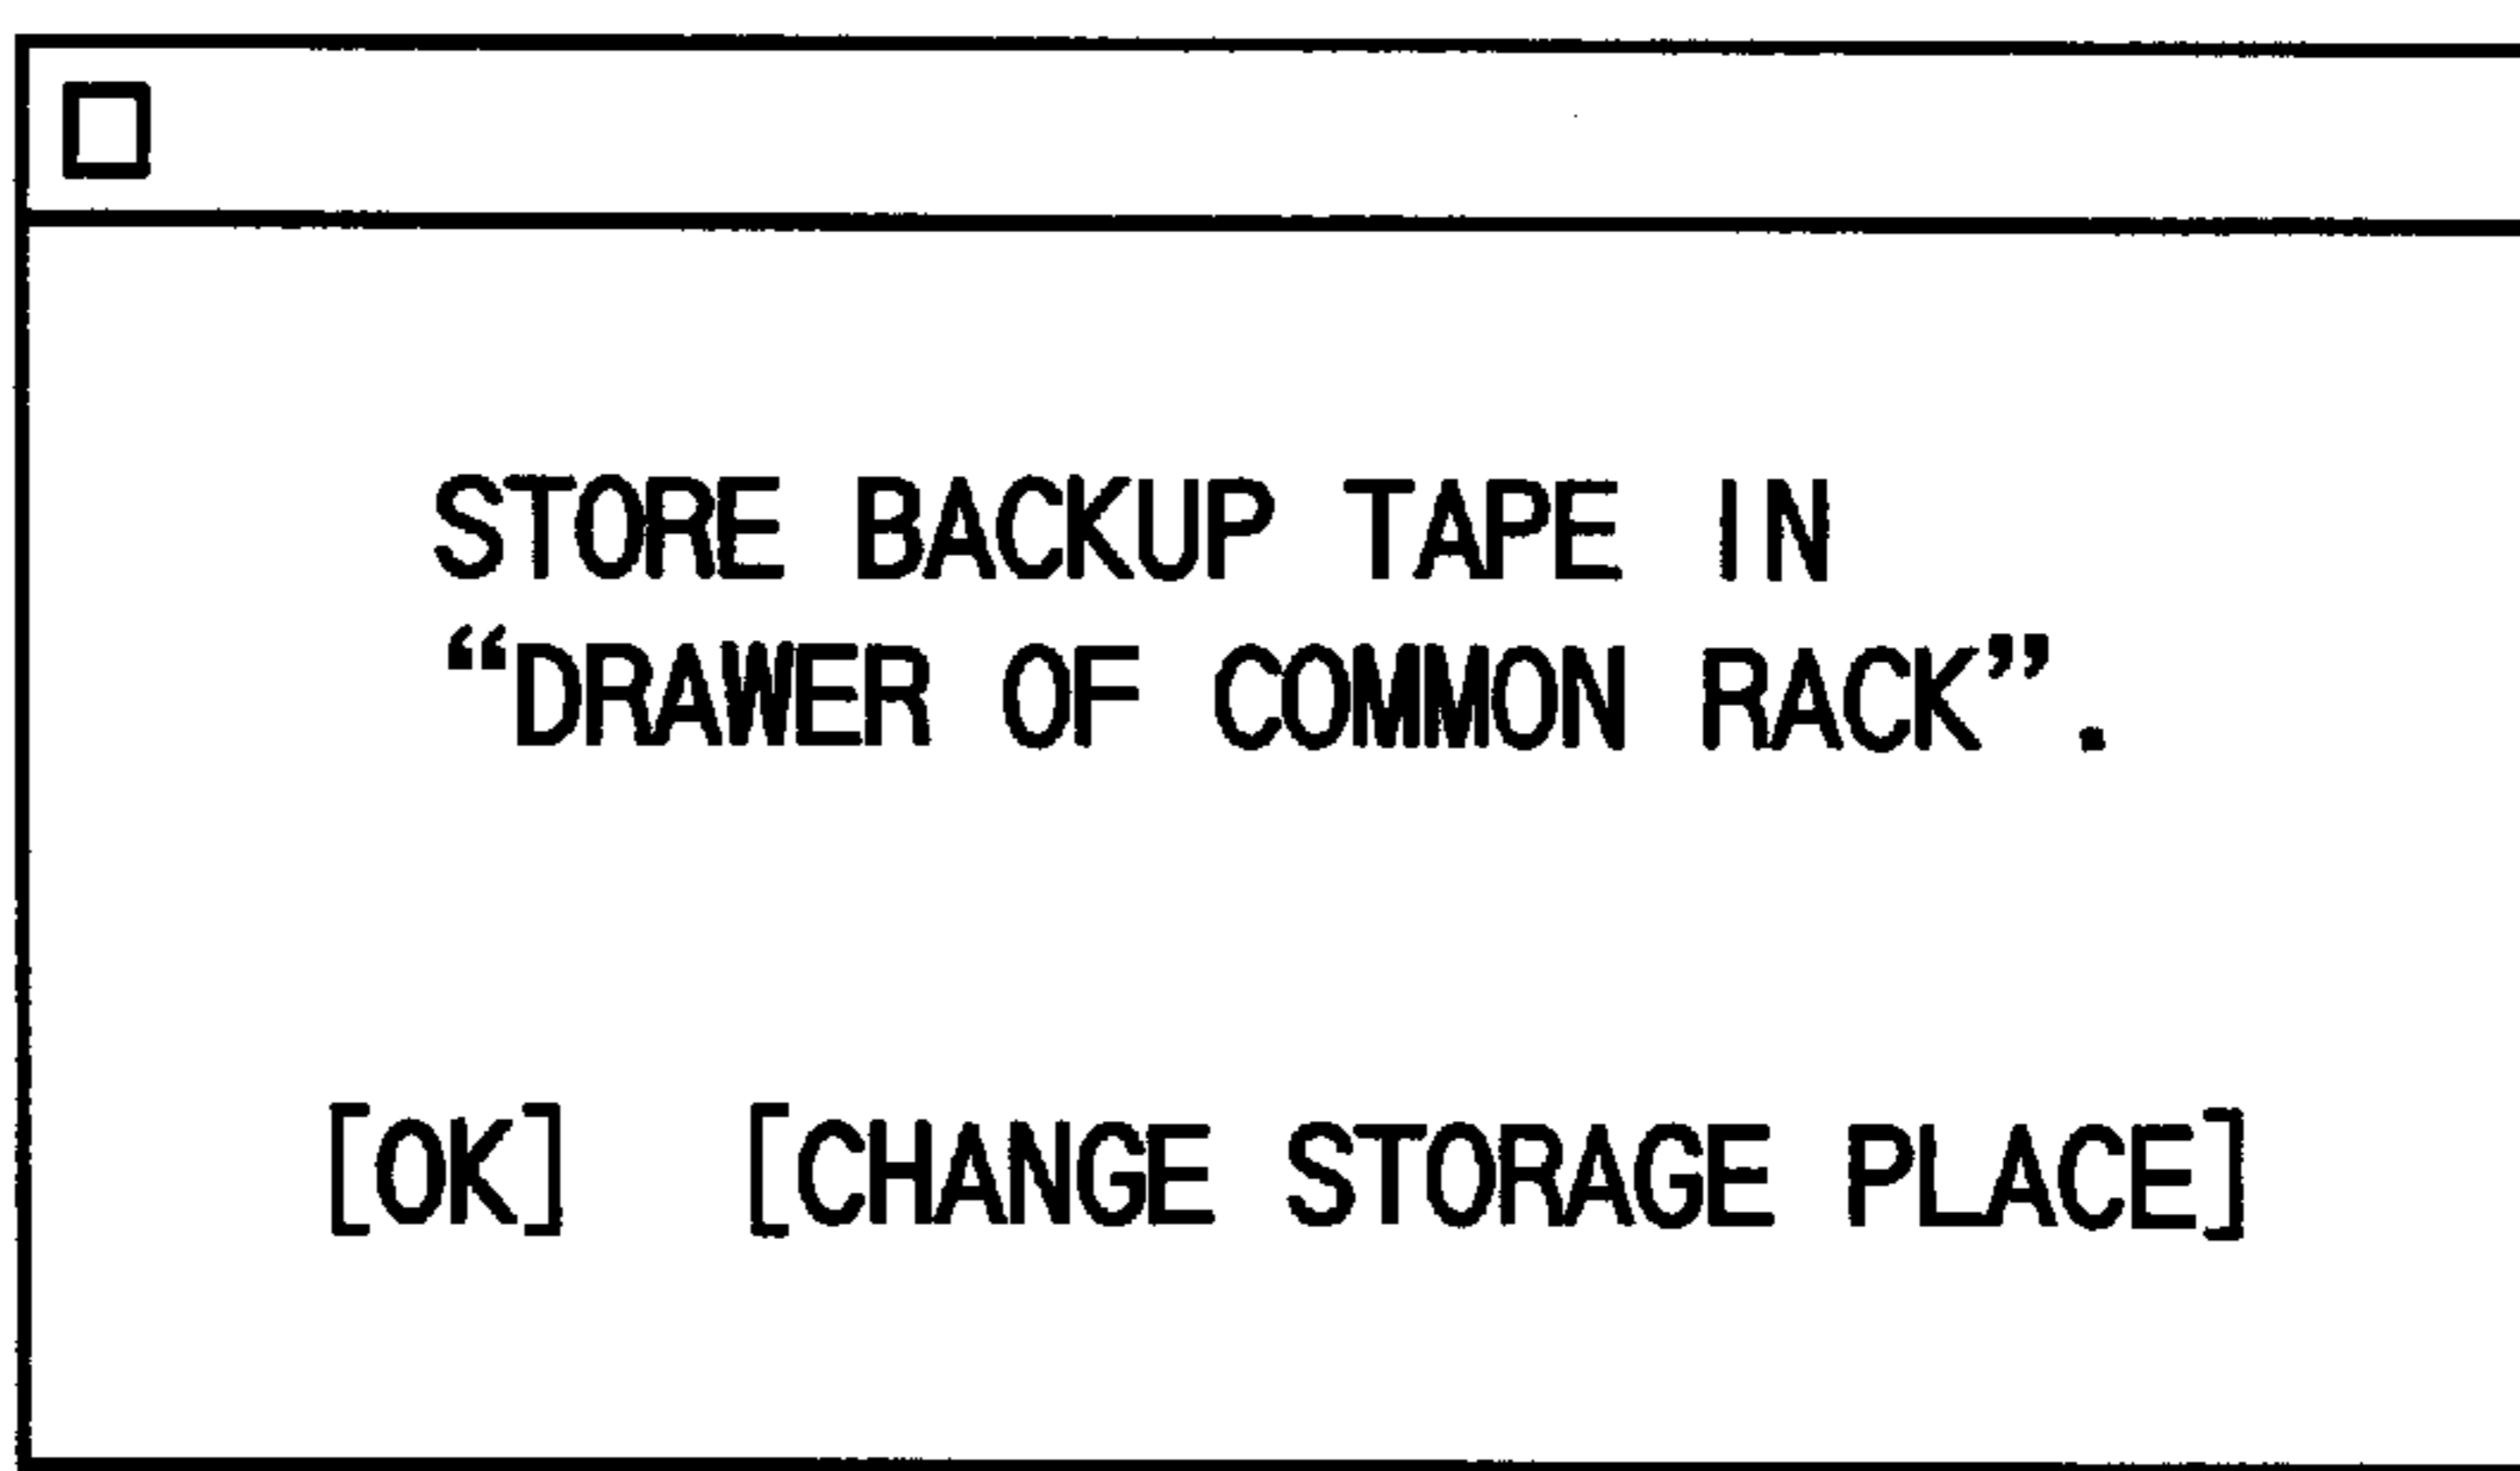 STORE BACKUP TAPE IN
“DRAWER OF COMMON RACK”.
[OK] [CHANGE STORAGE PLACE]